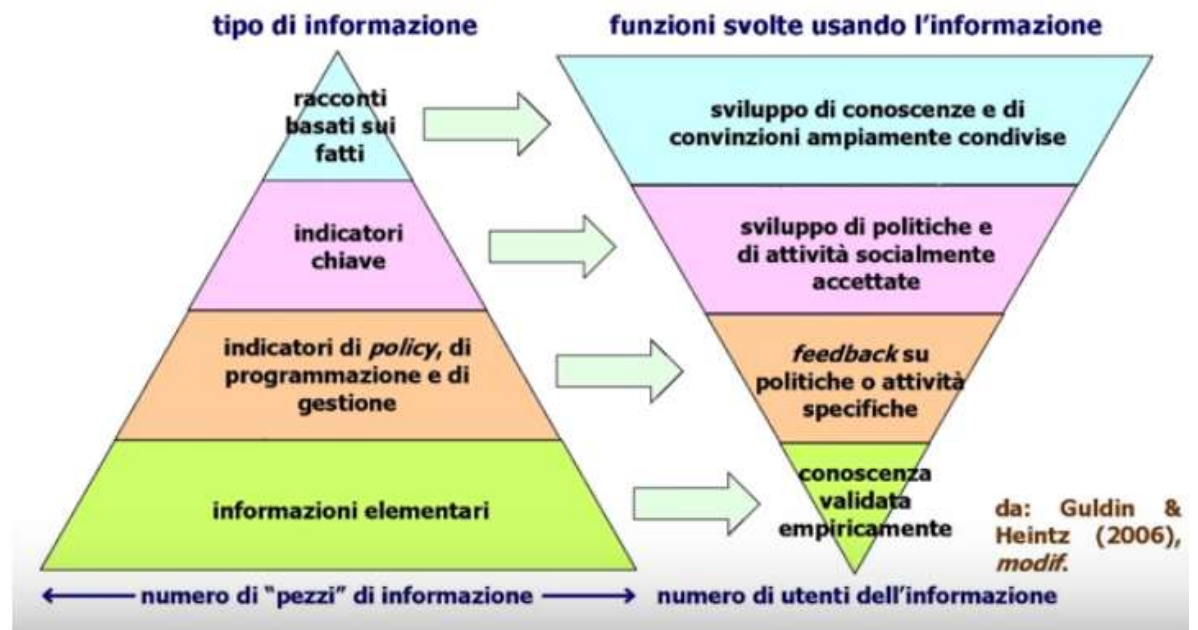 tipo di informazione
funzioni svolte usando l'informazione
racconti
basati sui
fatti
sviluppo di conoscenze e di
convinzioni ampiamente condivise
indicatori
chiave
sviluppo di politiche e
di attività socialmente
accettate
indicatori di policy, di
programmazione e di
gestione
feedback su
politiche o attività
specifiche
informazioni elementari
conoscenza
validata
empiricamente
da: Guldin &
Heintz (2006),
modif.
numero di "pezzi" di informazione
numero di utenti dell'informazione